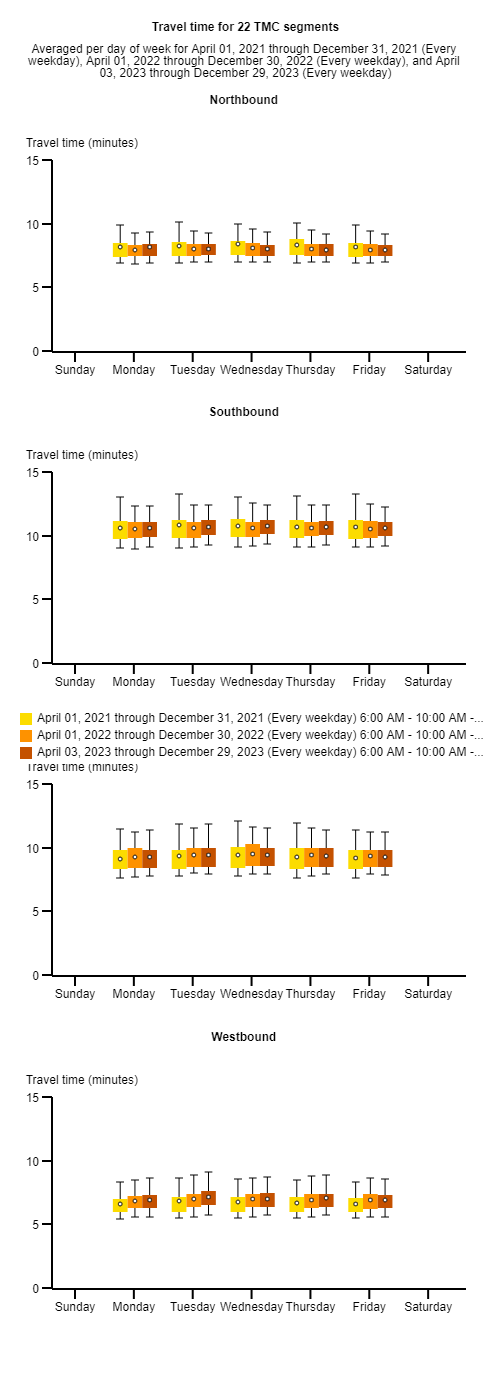 Travel time for 22 TMC segments
Averaged per day of week for April 01, 2021 through December 31, 2021 (Every
weekday), April 01, 2022 through December 30, 2022 (Every weekday), and April
03, 2023 through December 29, 2023 (Every weekday)
Northbound
Travel time (minutes)
15
10
5
0
Sunday Monday Tuesday Wednesday Thursday Friday Saturday
Southbound
Travel time (minutes)
15
10
5
0
Sunday Monday Tuesday Wednesday Thursday Friday Saturday
April 01, 2021 through December 31, 2021 (Every weekday) 6:00 AM - 10:00 AM -...
April 01, 2022 through December 30, 2022 (Every weekday) 6:00 AM - 10:00 AM -...
April 03, 2023 through December 29, 2023 (Every weekday) 6:00 AM - 10:00 AM -...
Travel time (minutes)
15
10
5
0
Sunday Monday Tuesday Wednesday Thursday Friday Saturday
Westbound
Travel time (minutes)
15
10
5
0
Sunday Monday Tuesday Wednesday Thursday Friday Saturday